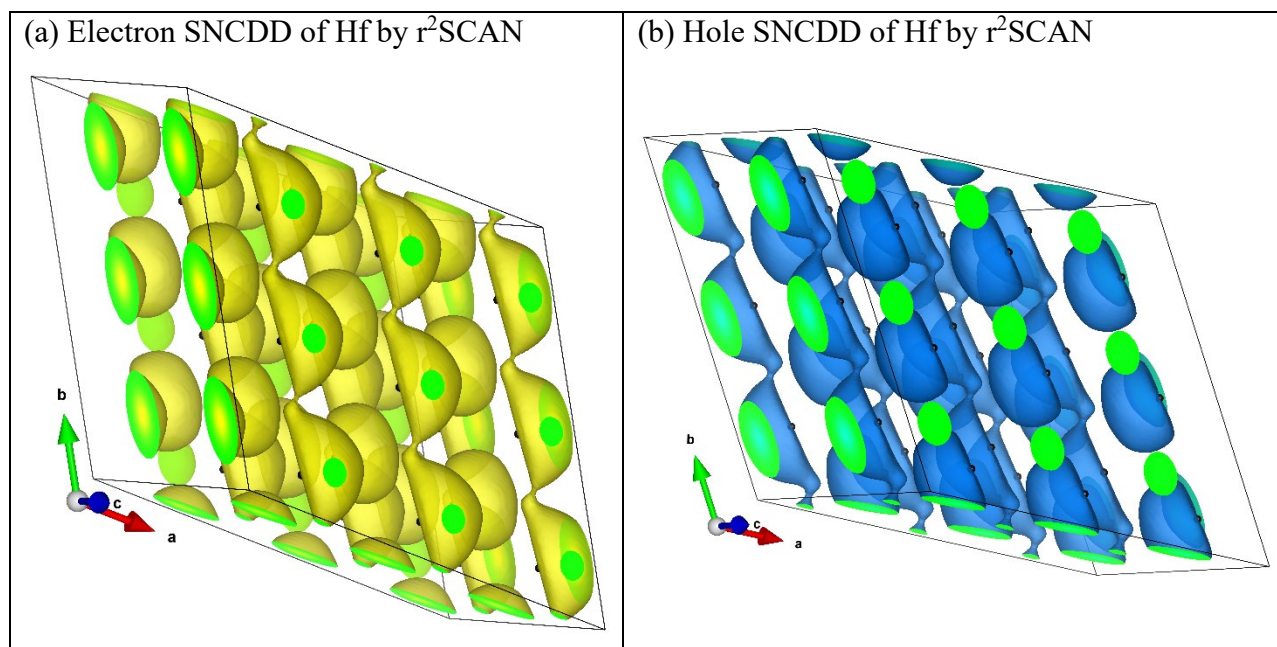 (a) Electron SNCDD of Hf by r²SCAN
(b) Hole SNCDD of Hf by r²SCAN
b
c
a
b
c
a